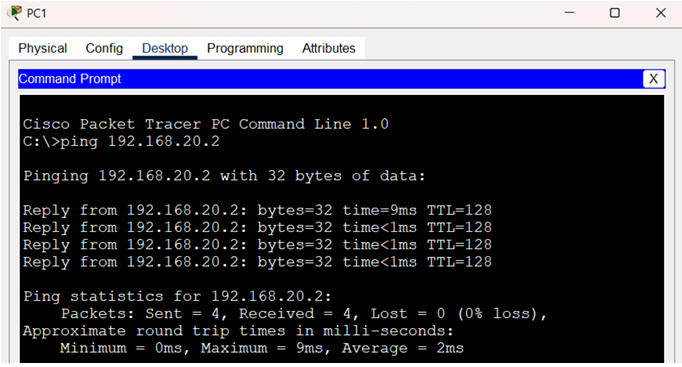 PC1
Physical Config Desktop Programming Attributes
Command Prompt X
Cisco Packet Tracer PC Command Line 1.0
C:\>ping 192.168.20.2
Pinging 192.168.20.2 with 32 bytes of data:
Reply from 192.168.20.2: bytes=32 time=9ms TTL=128
Reply from 192.168.20.2: bytes=32 time<1ms TTL=128
Reply from 192.168.20.2: bytes=32 time<1ms TTL=128
Reply from 192.168.20.2: bytes=32 time<1ms TTL=128
Ping statistics for 192.168.20.2:
Packets: Sent = 4, Received = 4, Lost = 0 (0% loss),
Approximate round trip times in milli-seconds:
Minimum = 0ms, Maximum = 9ms, Average = 2ms